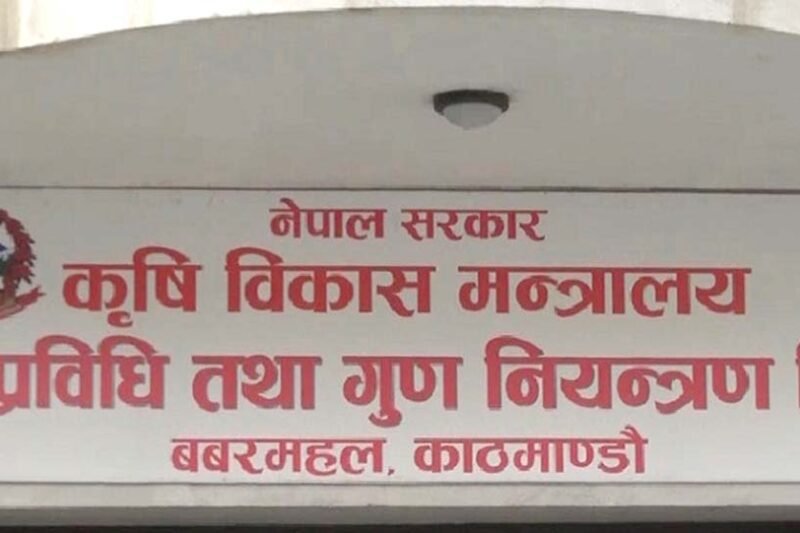 नेपाल सरकार
कृषि विकास मन्त्रालय
प्रविधि तथा गुण नियन्त्रण
बबरमहल, काठमाण्डौ